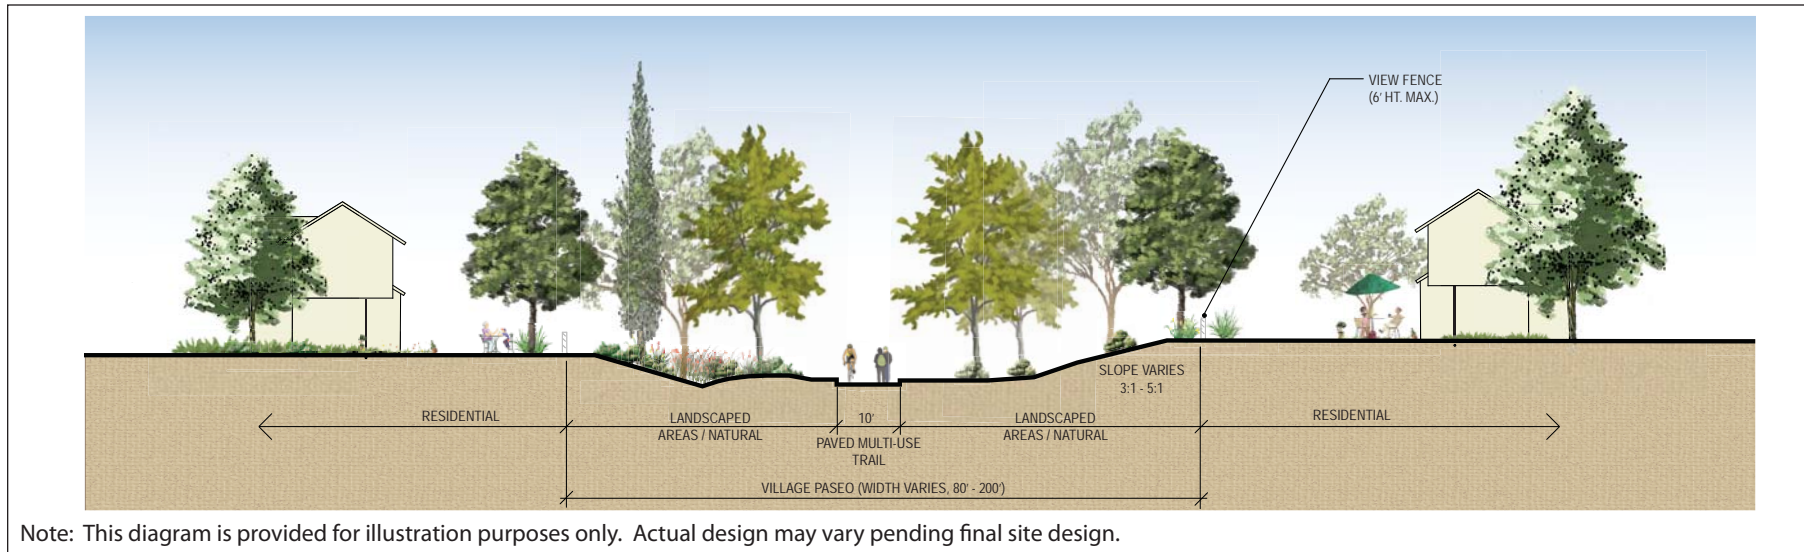 VIEW FENCE
(6' HT. MAX.)
SLOPE VARIES
3:1 - 5:1
RESIDENTIAL
LANDSCAPED
AREAS / NATURAL
10'
PAVED MULTI-USE
TRAIL
LANDSCAPED
AREAS / NATURAL
RESIDENTIAL
VILLAGE PASEO (WIDTH VARIES, 80' - 200')
Note: This diagram is provided for illustration purposes only. Actual design may vary pending final site design.